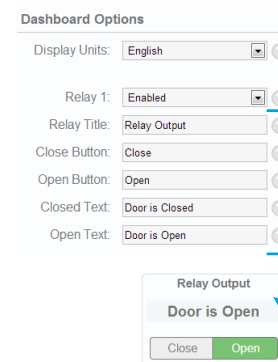 Dashboard Options
Display Units: English
Relay 1: Enabled
Relay Title: Relay Output
Close Button: Close
Open Button: Open
Closed Text: Door is Closed
Open Text: Door is Open
Relay Output
Door is Open
Close Open